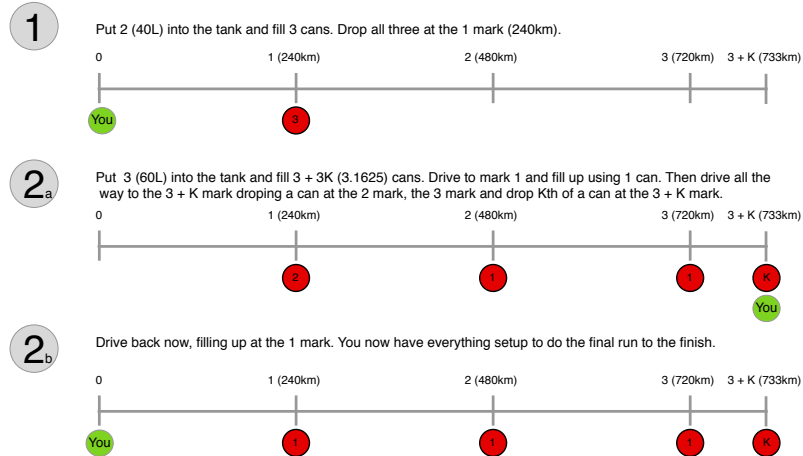 1
Put 2 (40L) into the tank and fill 3 cans. Drop all three at the 1 mark (240km).
0 1 (240km) 2 (480km) 3 (720km) 3 + K (733km)
You 3
2a
Put 3 (60L) into the tank and fill 3 + 3K (3.1625) cans. Drive to mark 1 and fill up using 1 can. Then drive all the
way to the 3 + K mark droping a can at the 2 mark, the 3 mark and drop Kth of a can at the 3 + K mark.
0 1 (240km) 2 (480km) 3 (720km) 3 + K (733km)
2 1 1 K
You
2b
Drive back now, filling up at the 1 mark. You now have everything setup to do the final run to the finish.
0 1 (240km) 2 (480km) 3 (720km) 3 + K (733km)
You 1 1 1 K